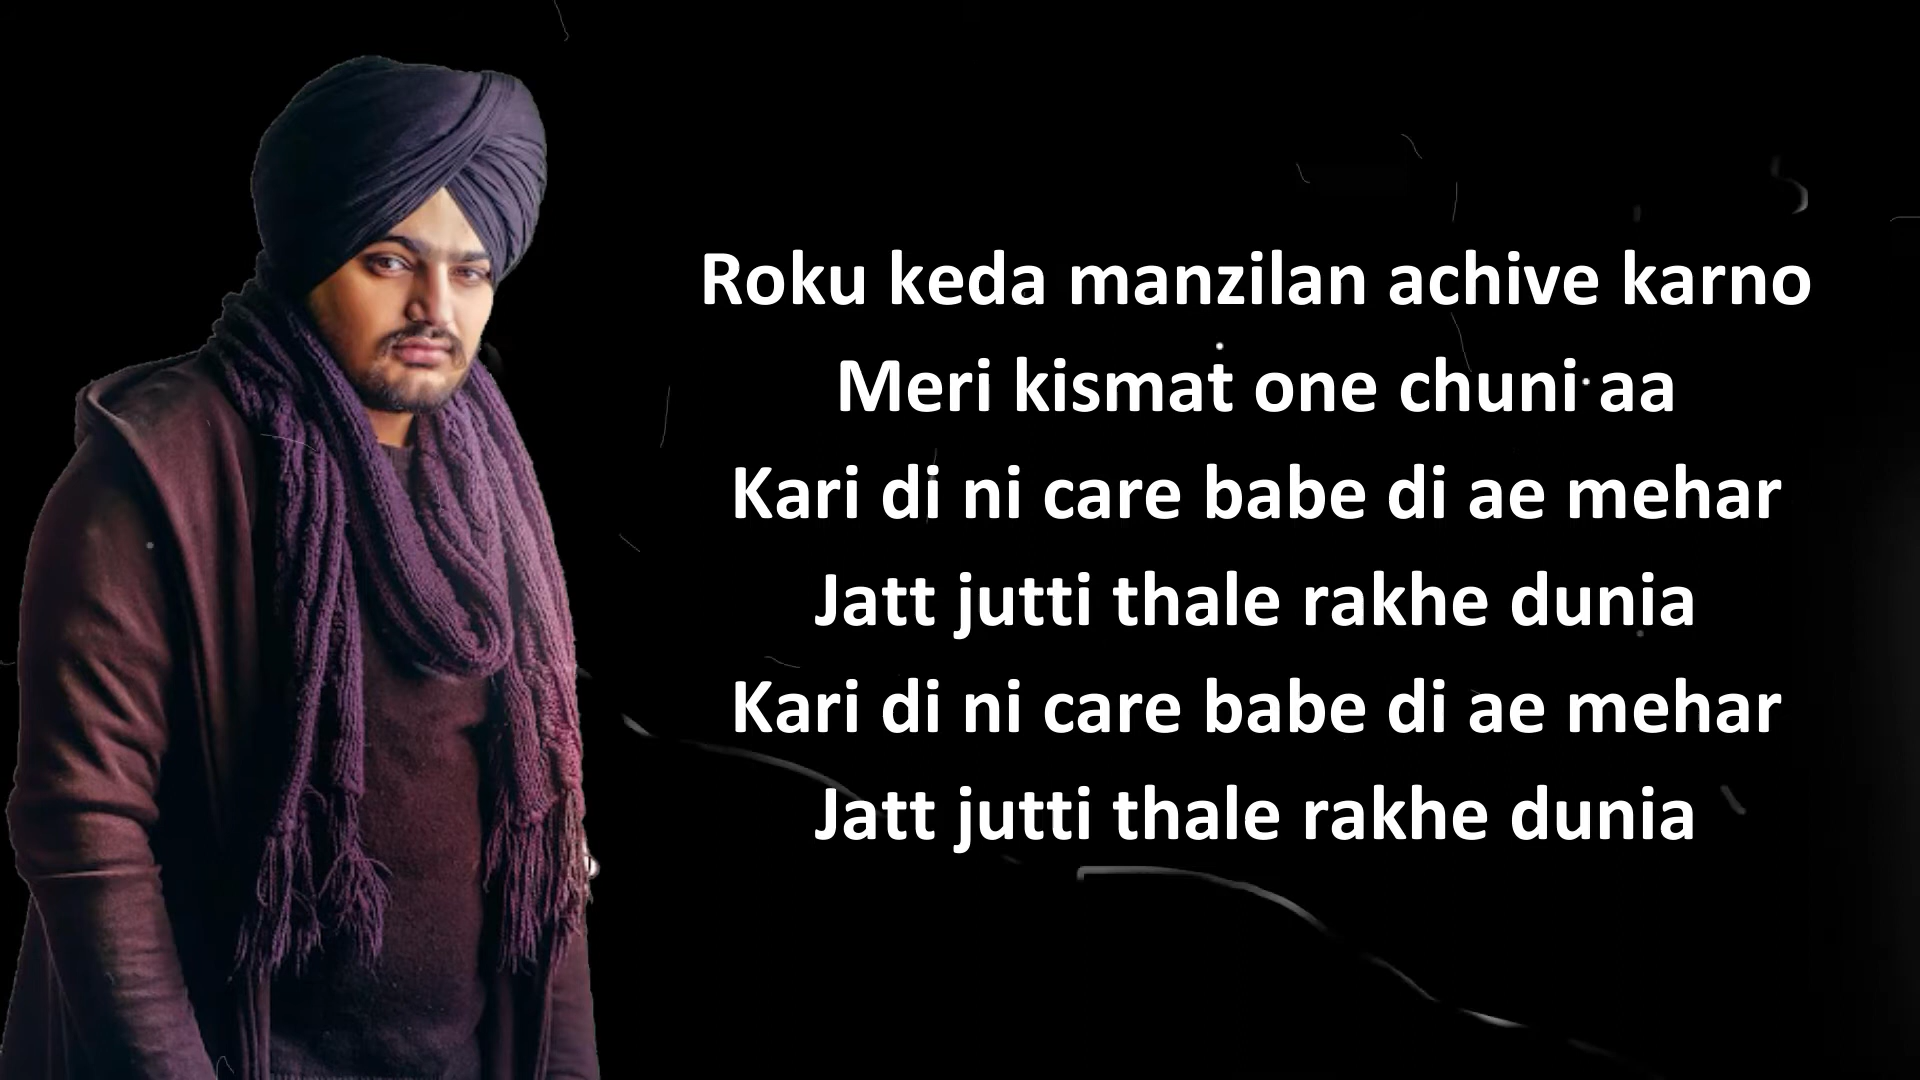 Roku keda manzilan achive karno
Meri kismat one chuni aa
Kari di ni care babe di ae mehar
Jatt jutti thale rakhe dunia
Kari di ni care babe di ae mehar
Jatt jutti thale rakhe dunia